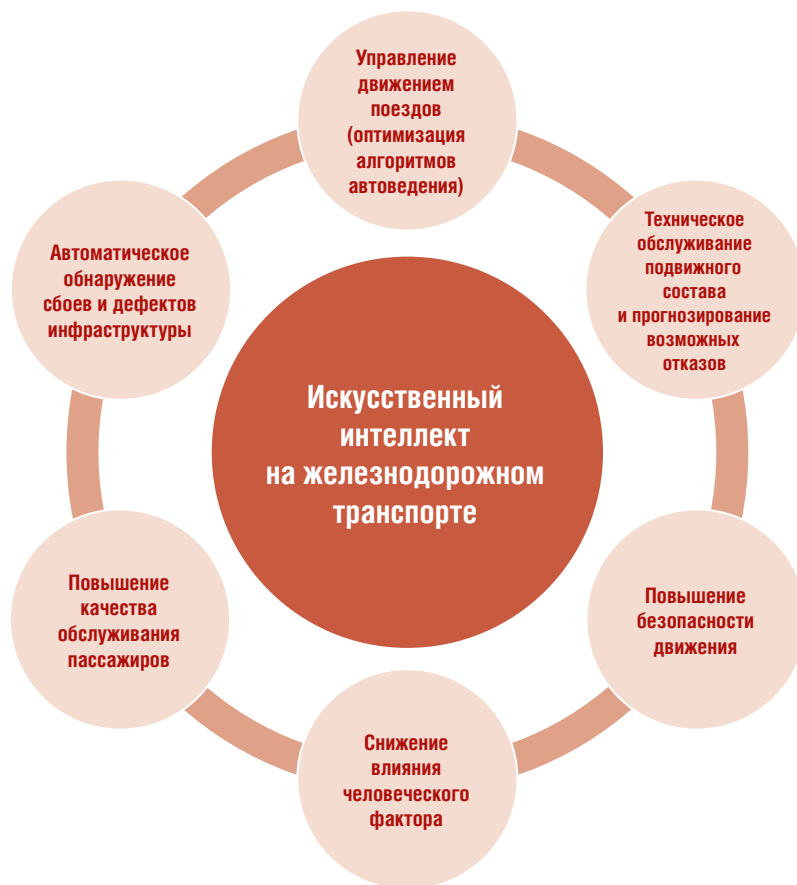 Управление
движением
поездов
(оптимизация
алгоритмов
автоведения)
Техническое
обслуживание
подвижного
состава
и прогнозирование
возможных
отказов
Автоматическое
обнаружение
сбоев и дефектов
инфраструктуры
Искусственный
интеллект
на железнодорожном
транспорте
Повышение
качества
обслуживания
пассажиров
Повышение
безопасности
движения
Снижение
влияния
человеческого
фактора